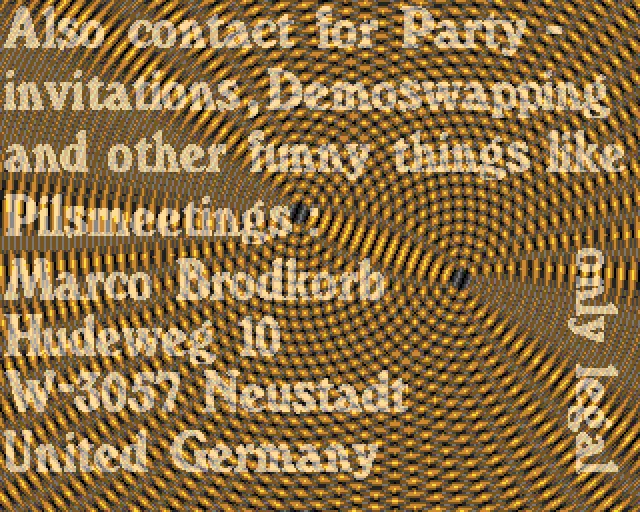 Also contact for Party -
invitations, Demoswapping
and other funny things like
Pilsmeetings :
Marco Brodkorb
Hudeweg 10
W-3057 Neustadt
United Germany
only legal